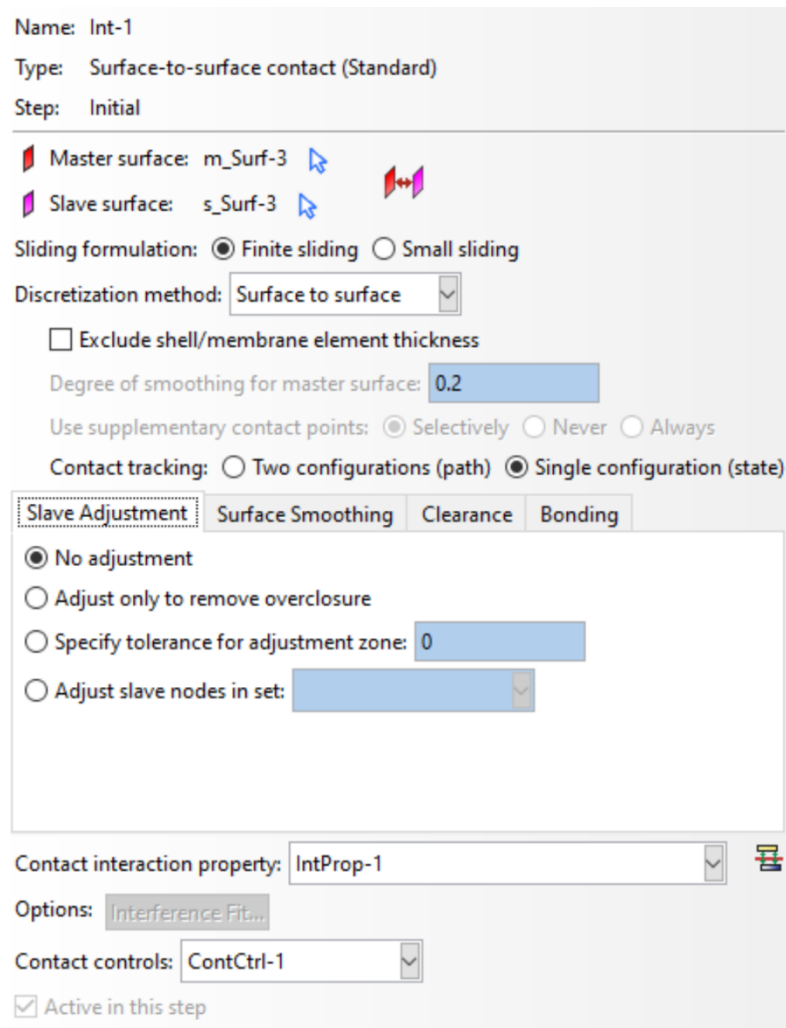 Name: Int-1
Type: Surface-to-surface contact (Standard)
Step: Initial
Master surface: m_Surf-3
Slave surface: s_Surf-3
Sliding formulation: Finite sliding Small sliding
Discretization method: Surface to surface
Exclude shell/membrane element thickness
Degree of smoothing for master surface: 0.2
Use supplementary contact points: Selectively Never Always
Contact tracking: Two configurations (path) Single configuration (state)
Slave Adjustment Surface Smoothing Clearance Bonding
No adjustment
Adjust only to remove overclosure
Specify tolerance for adjustment zone: 0
Adjust slave nodes in set:
Contact interaction property: IntProp-1
Options: Interference Fit...
Contact controls: ContCtrl-1
Active in this step